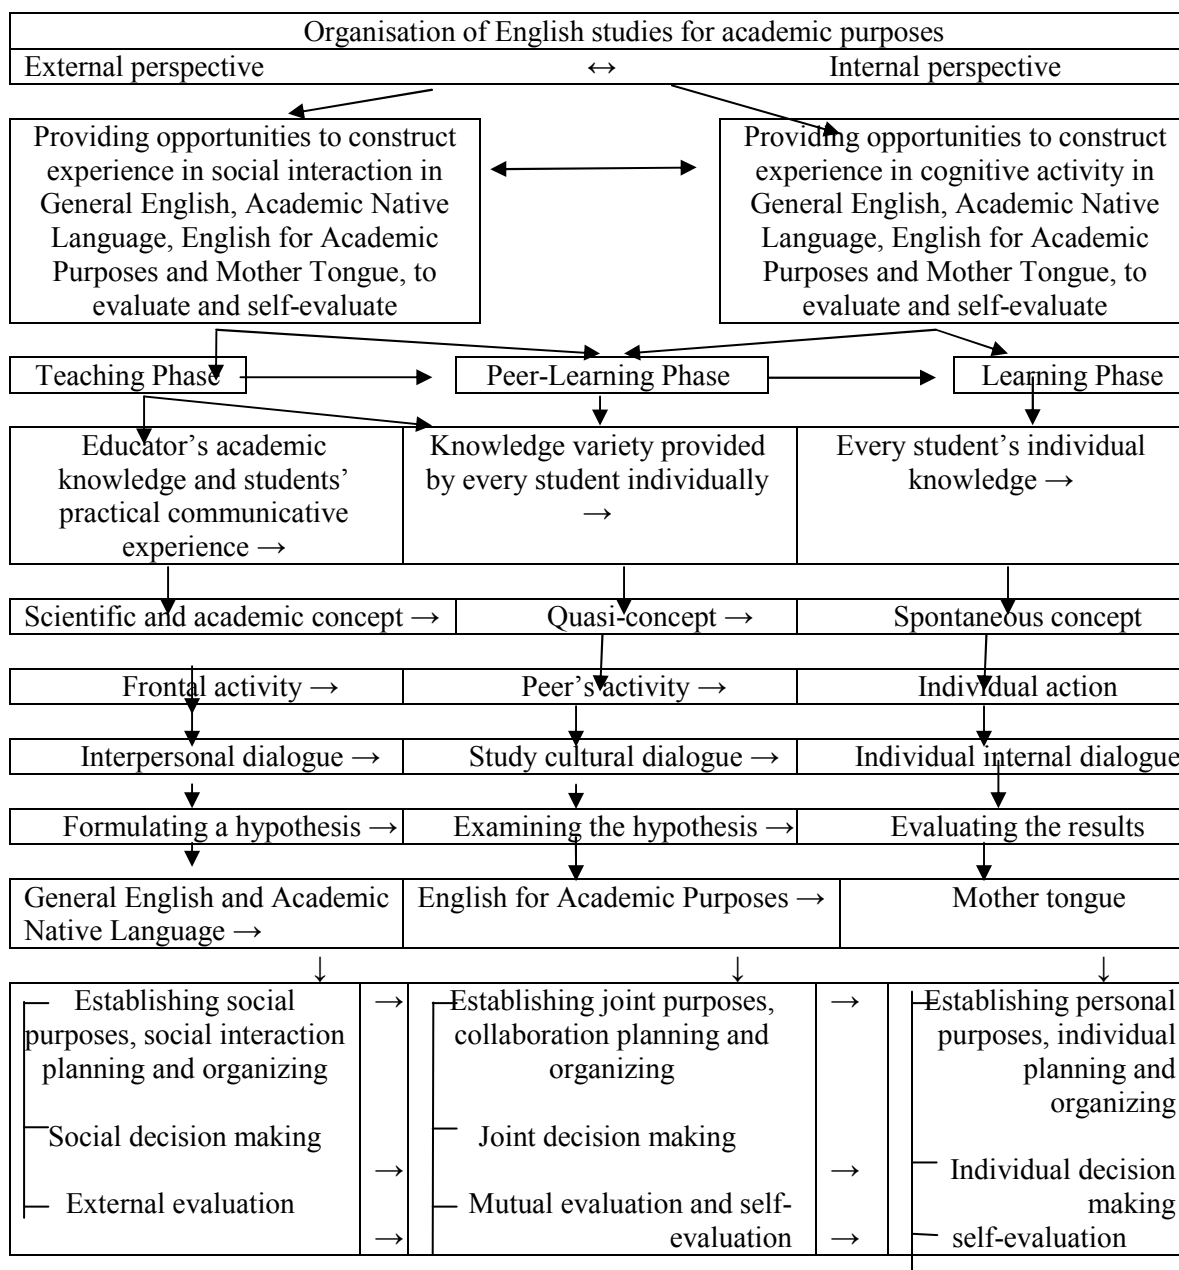 Organisation of English studies for academic purposes
External perspective ↔ Internal perspective
Providing opportunities to construct
experience in social interaction in
General English, Academic Native
Language, English for Academic
Purposes and Mother Tongue, to
evaluate and self-evaluate
Providing opportunities to construct
experience in cognitive activity in
General English, Academic Native
Language, English for Academic
Purposes and Mother Tongue, to
evaluate and self-evaluate
Teaching Phase
Peer-Learning Phase
Learning Phase
Educator’s academic
knowledge and students’
practical communicative
experience →
Knowledge variety provided
by every student individually
→
Every student’s individual
knowledge →
Scientific and academic concept →
Quasi-concept →
Spontaneous concept
Frontal activity →
Peer’s activity →
Individual action
Interpersonal dialogue →
Study cultural dialogue →
Individual internal dialogue
Formulating a hypothesis →
Examining the hypothesis →
Evaluating the results
General English and Academic
Native Language →
English for Academic Purposes →
Mother tongue
↓ ↓ ↓
Establishing social
purposes, social interaction
planning and organizing
Social decision making
External evaluation
→
→
→
Establishing joint purposes,
collaboration planning and
organizing
Joint decision making
Mutual evaluation and self-
evaluation
→
→
→
Establishing personal
purposes, individual
planning and
organizing
Individual decision
making
self-evaluation